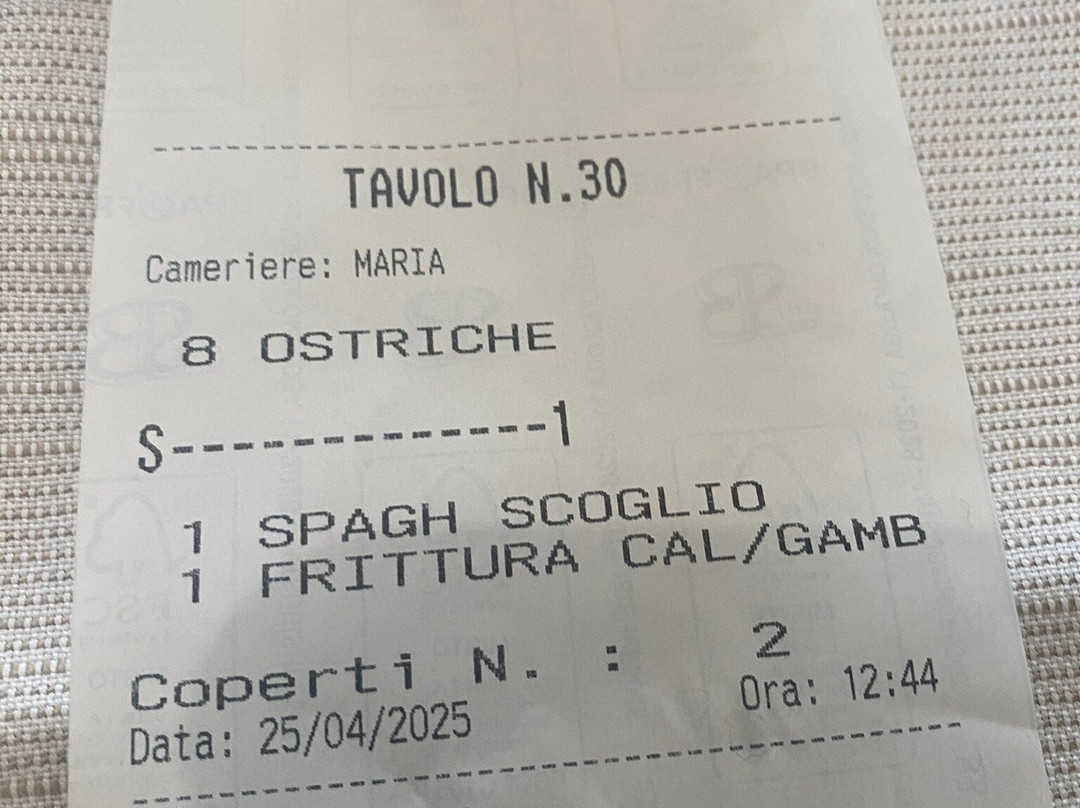 TAVOLO N.30
Cameriere: MARIA
8 OSTRICHE
S-------------1
1 SPAGH SCOGLIO
1 FRITTURA CAL/GAMB
Coperti N. : 2
Data: 25/04/2025 Ora: 12:44